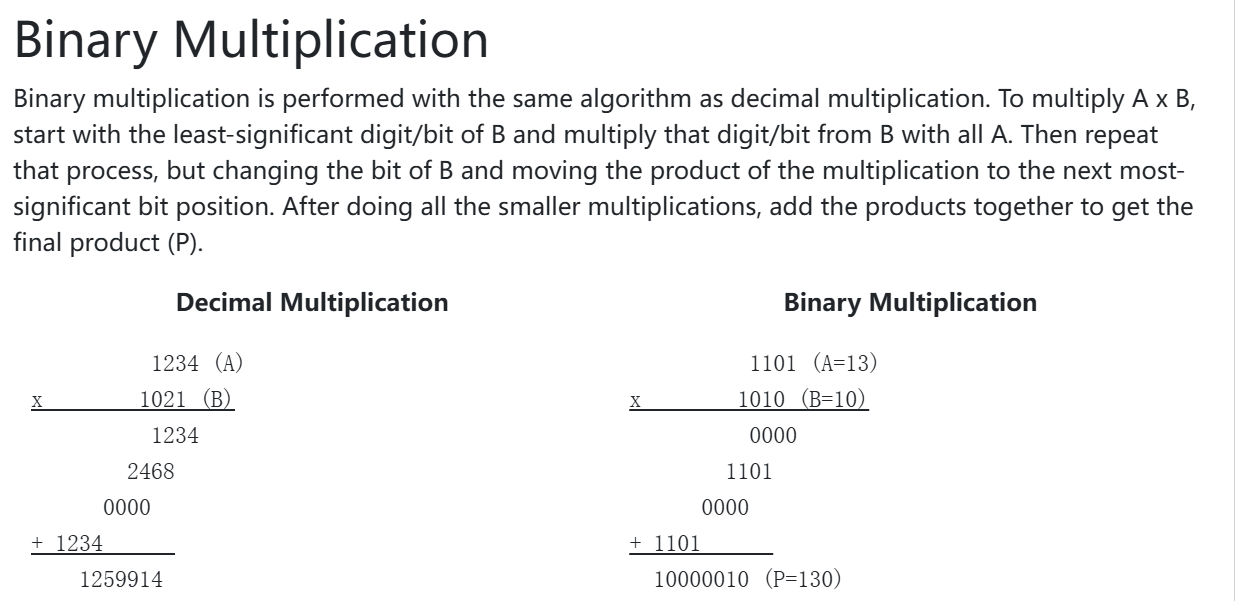 Binary Multiplication
Binary multiplication is performed with the same algorithm as decimal multiplication. To multiply A x B,
start with the least-significant digit/bit of B and multiply that digit/bit from B with all A. Then repeat
that process, but changing the bit of B and moving the product of the multiplication to the next most-
significant bit position. After doing all the smaller multiplications, add the products together to get the
final product (P).
Decimal Multiplication
1234 (A)
x 1021 (B)
1234
2468
0000
+ 1234
1259914
Binary Multiplication
1101 (A=13)
x 1010 (B=10)
0000
1101
0000
+ 1101
10000010 (P=130)